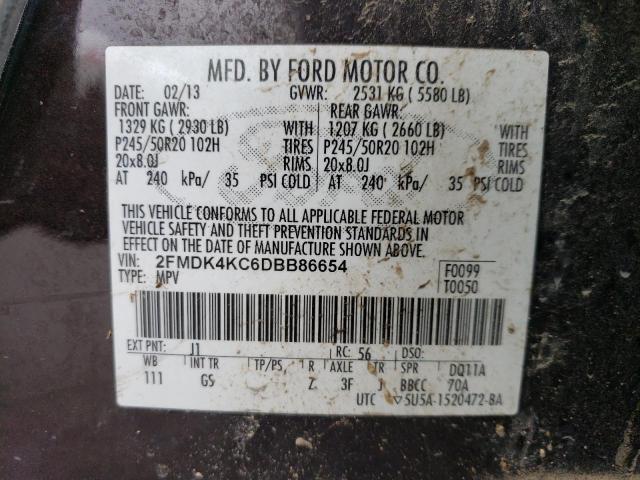 MFD. BY FORD MOTOR CO.
DATE: 02/13 GVWR: 2531 KG ( 5580 LB)
FRONT GAWR: REAR GAWR:
1329 KG ( 2930 LB) WITH 1207 KG ( 2660 LB) WITH
P245/50R20 102H TIRES P245/50R20 102H TIRES
20x8.0J RIMS 20x8.0J RIMS
AT 240 kPa/ 35 PSI COLD AT 240 kPa/ 35 PSI COLD
THIS VEHICLE CONFORMS TO ALL APPLICABLE FEDERAL MOTOR
VEHICLE SAFETY AND THEFT PREVENTION STANDARDS IN
EFFECT ON THE DATE OF MANUFACTURE SHOWN ABOVE.
VIN: 2FMDK4KC6DBB86654 F0099
TYPE: MPV T0050
EXT PNT: J1 RC: 56 DSO:
WB INT TR TP/PS R AXLE TR SPR DQ11A
111 GS Z 3F J BBCC 70A
UTC 5U5A-1520472-BA